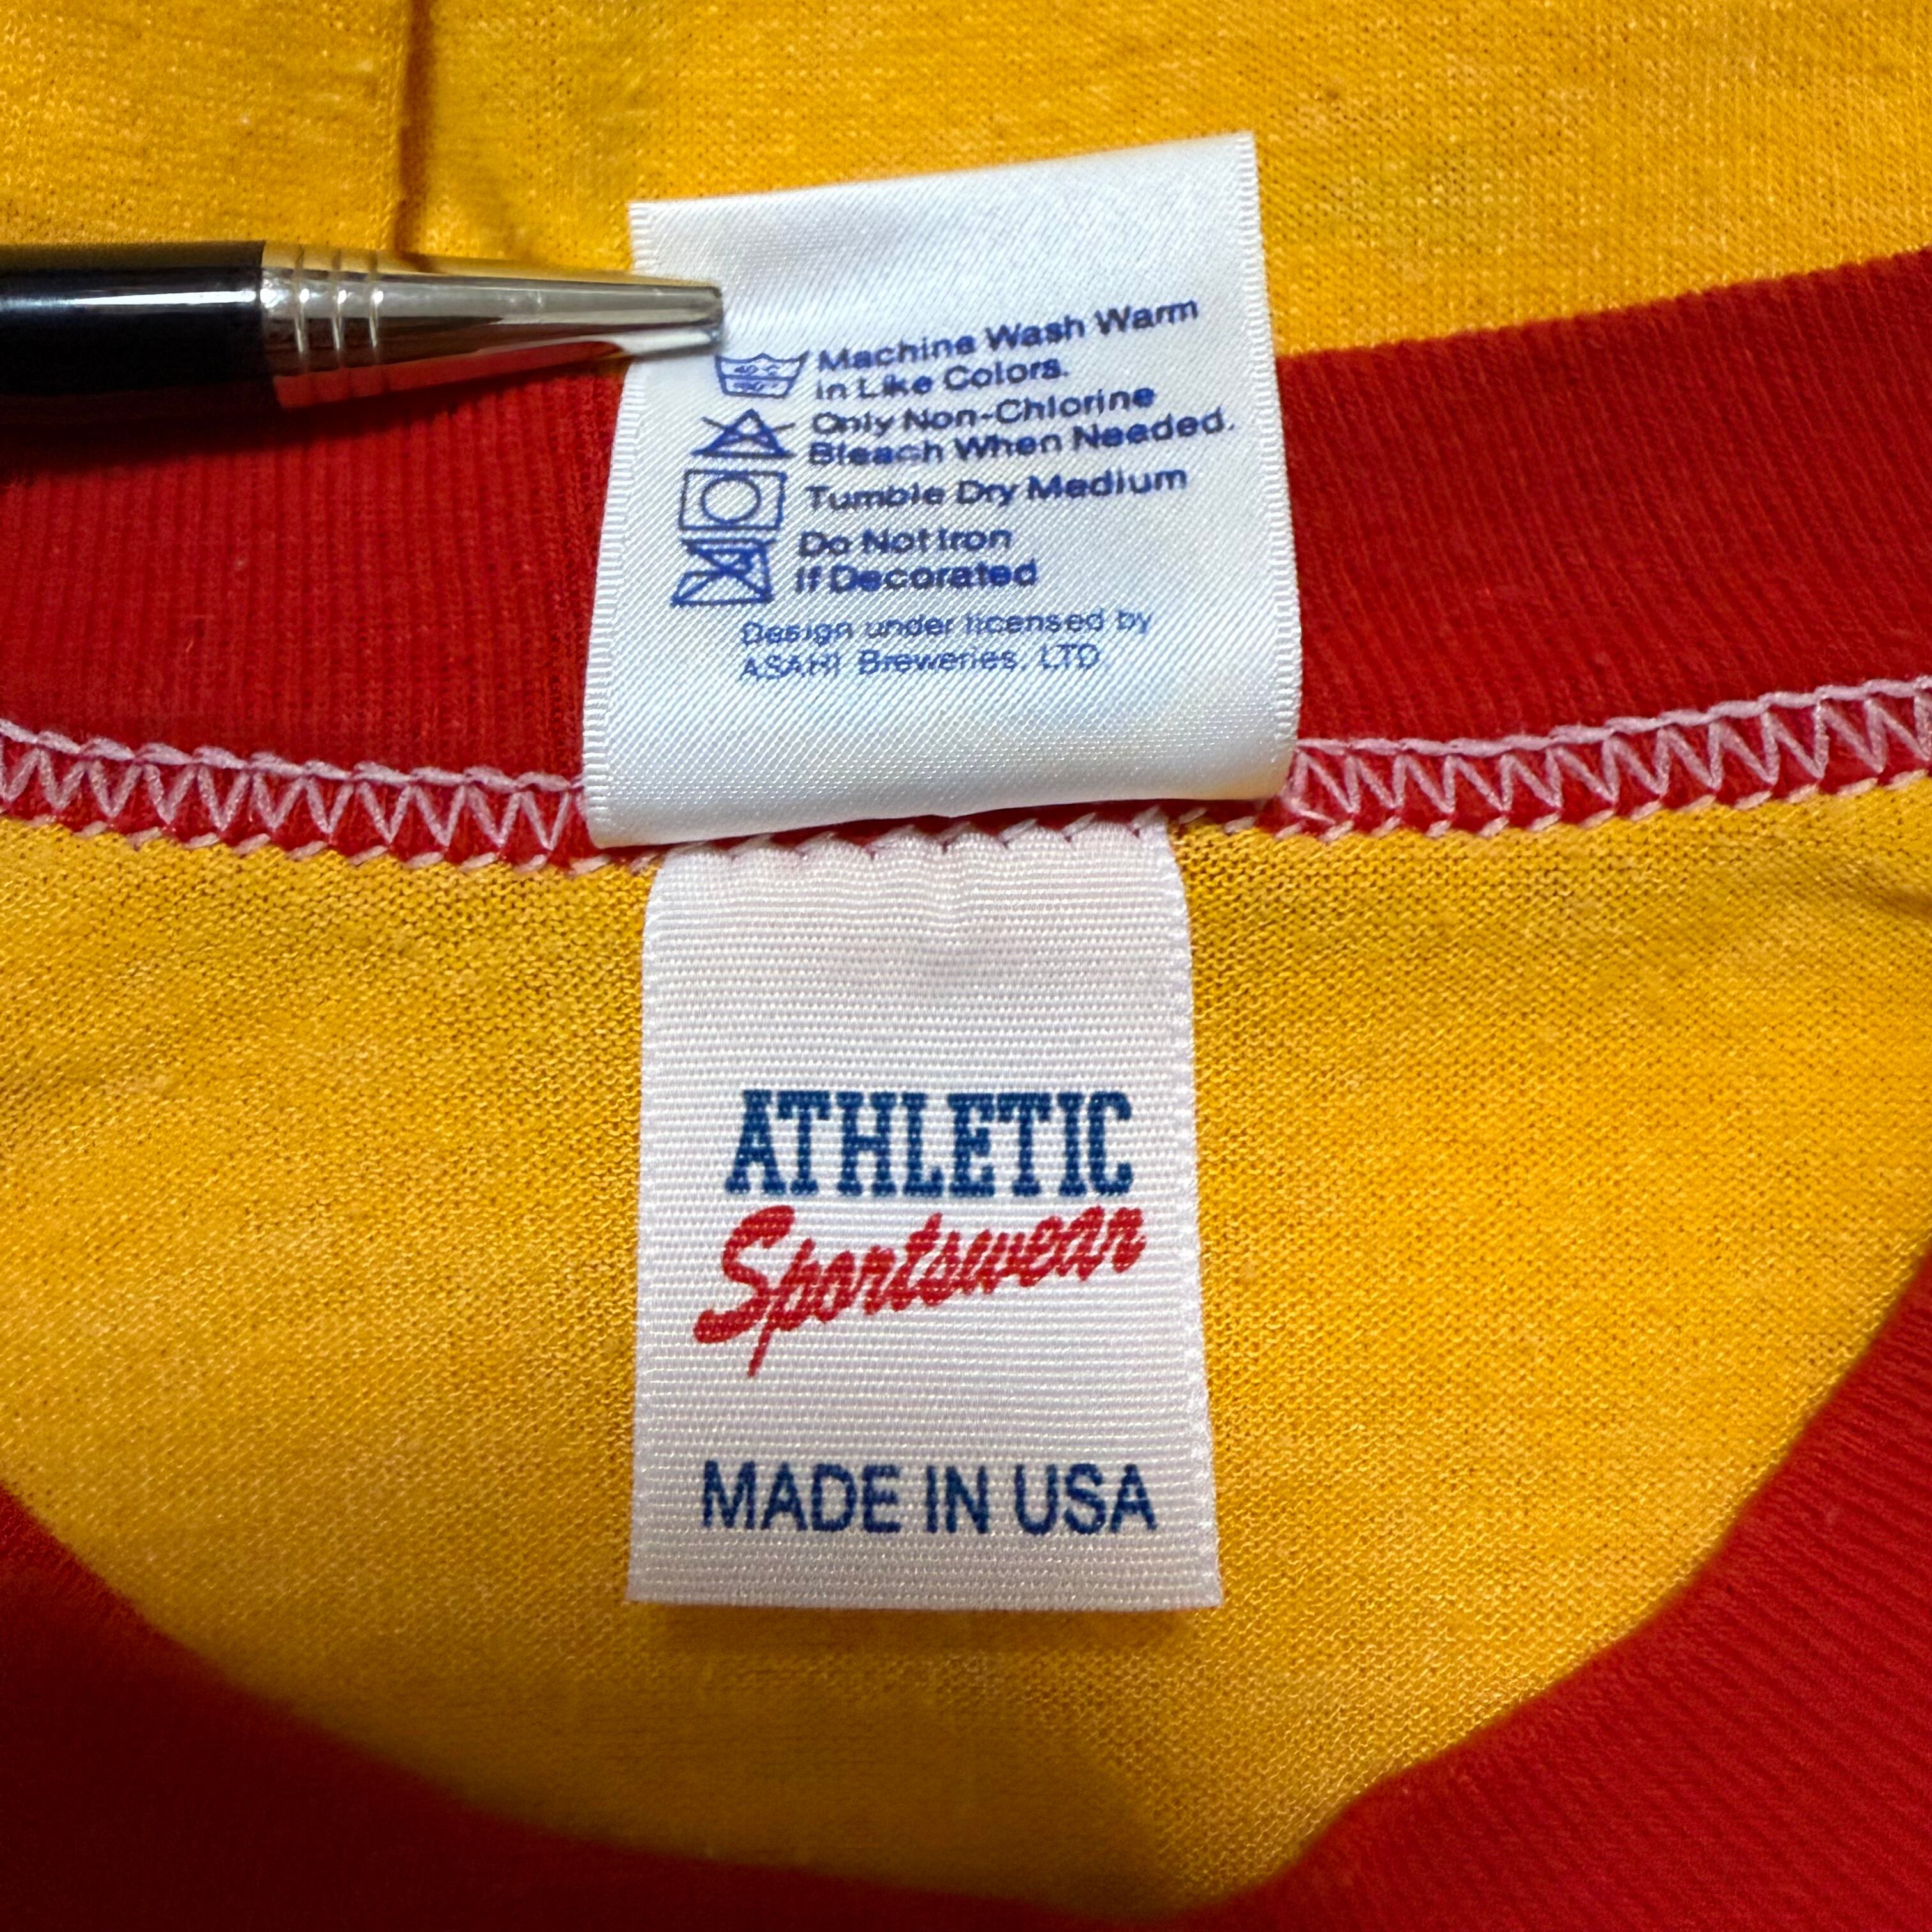 Machine Wash Warm
in Like Colors.
Only Non-Chlorine
Bleach When Needed.
Tumble Dry Medium
Do Not Iron
If Decorated
Design under licensed by
ASAHI Breweries, LTD.
ATHLETIC
Sportswear
MADE IN USA